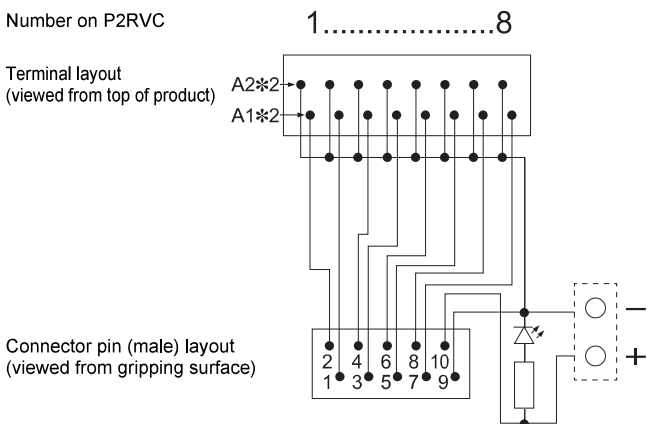 Number on P2RVC 1.....................8
Terminal layout
(viewed from top of product)
A2✻2
A1✻2
Connector pin (male) layout
(viewed from gripping surface)
2 4 6 8 10
1 3 5 7 9
−
+